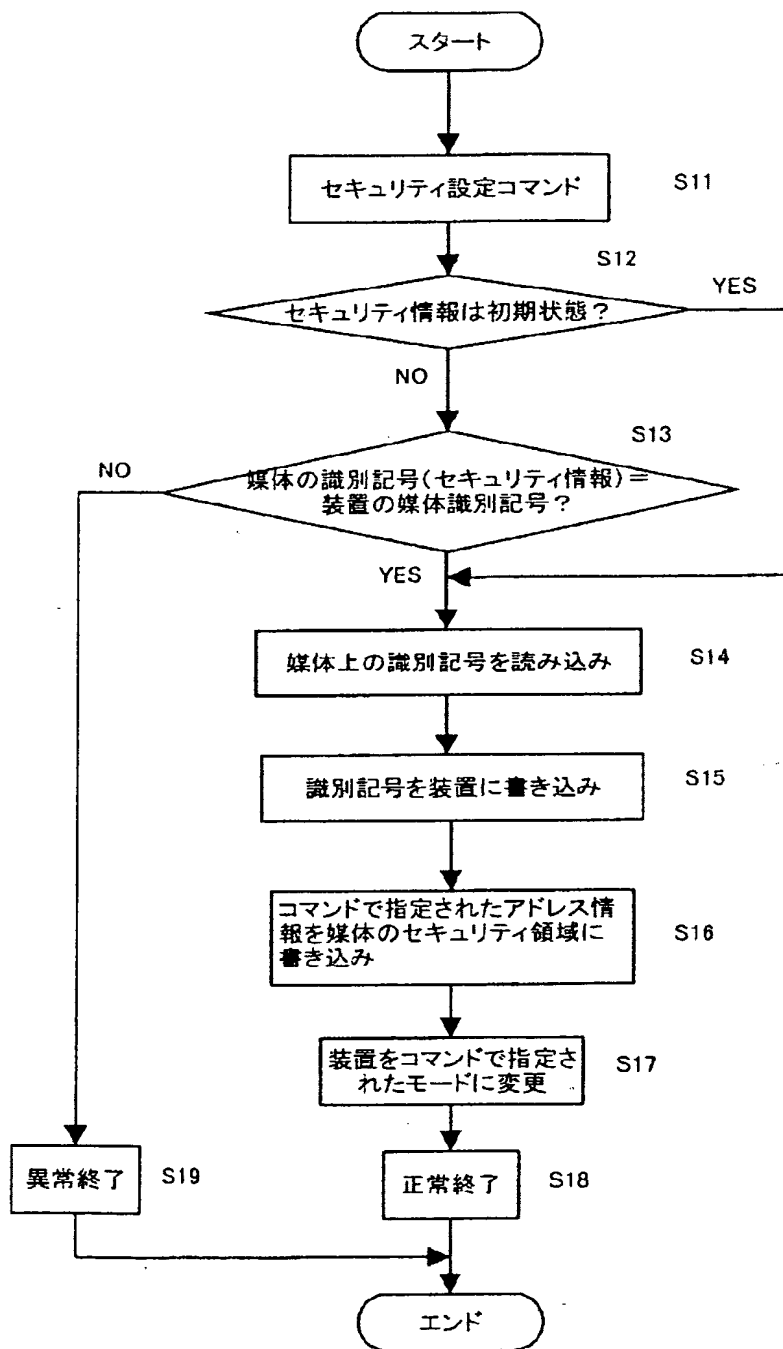 スタート
セキュリティ設定コマンド
S11
S12
セキュリティ情報は初期状態?
YES
NO
S13
NO
媒体の識別記号(セキュリティ情報)=
装置の媒体識別記号?
YES
媒体上の識別記号を読み込み
S14
識別記号を装置に書き込み
S15
コマンドで指定されたアドレス情
報を媒体のセキュリティ領域に
書き込み
S16
装置をコマンドで指定さ
れたモードに変更
S17
異常終了
S19
正常終了
S18
エンド